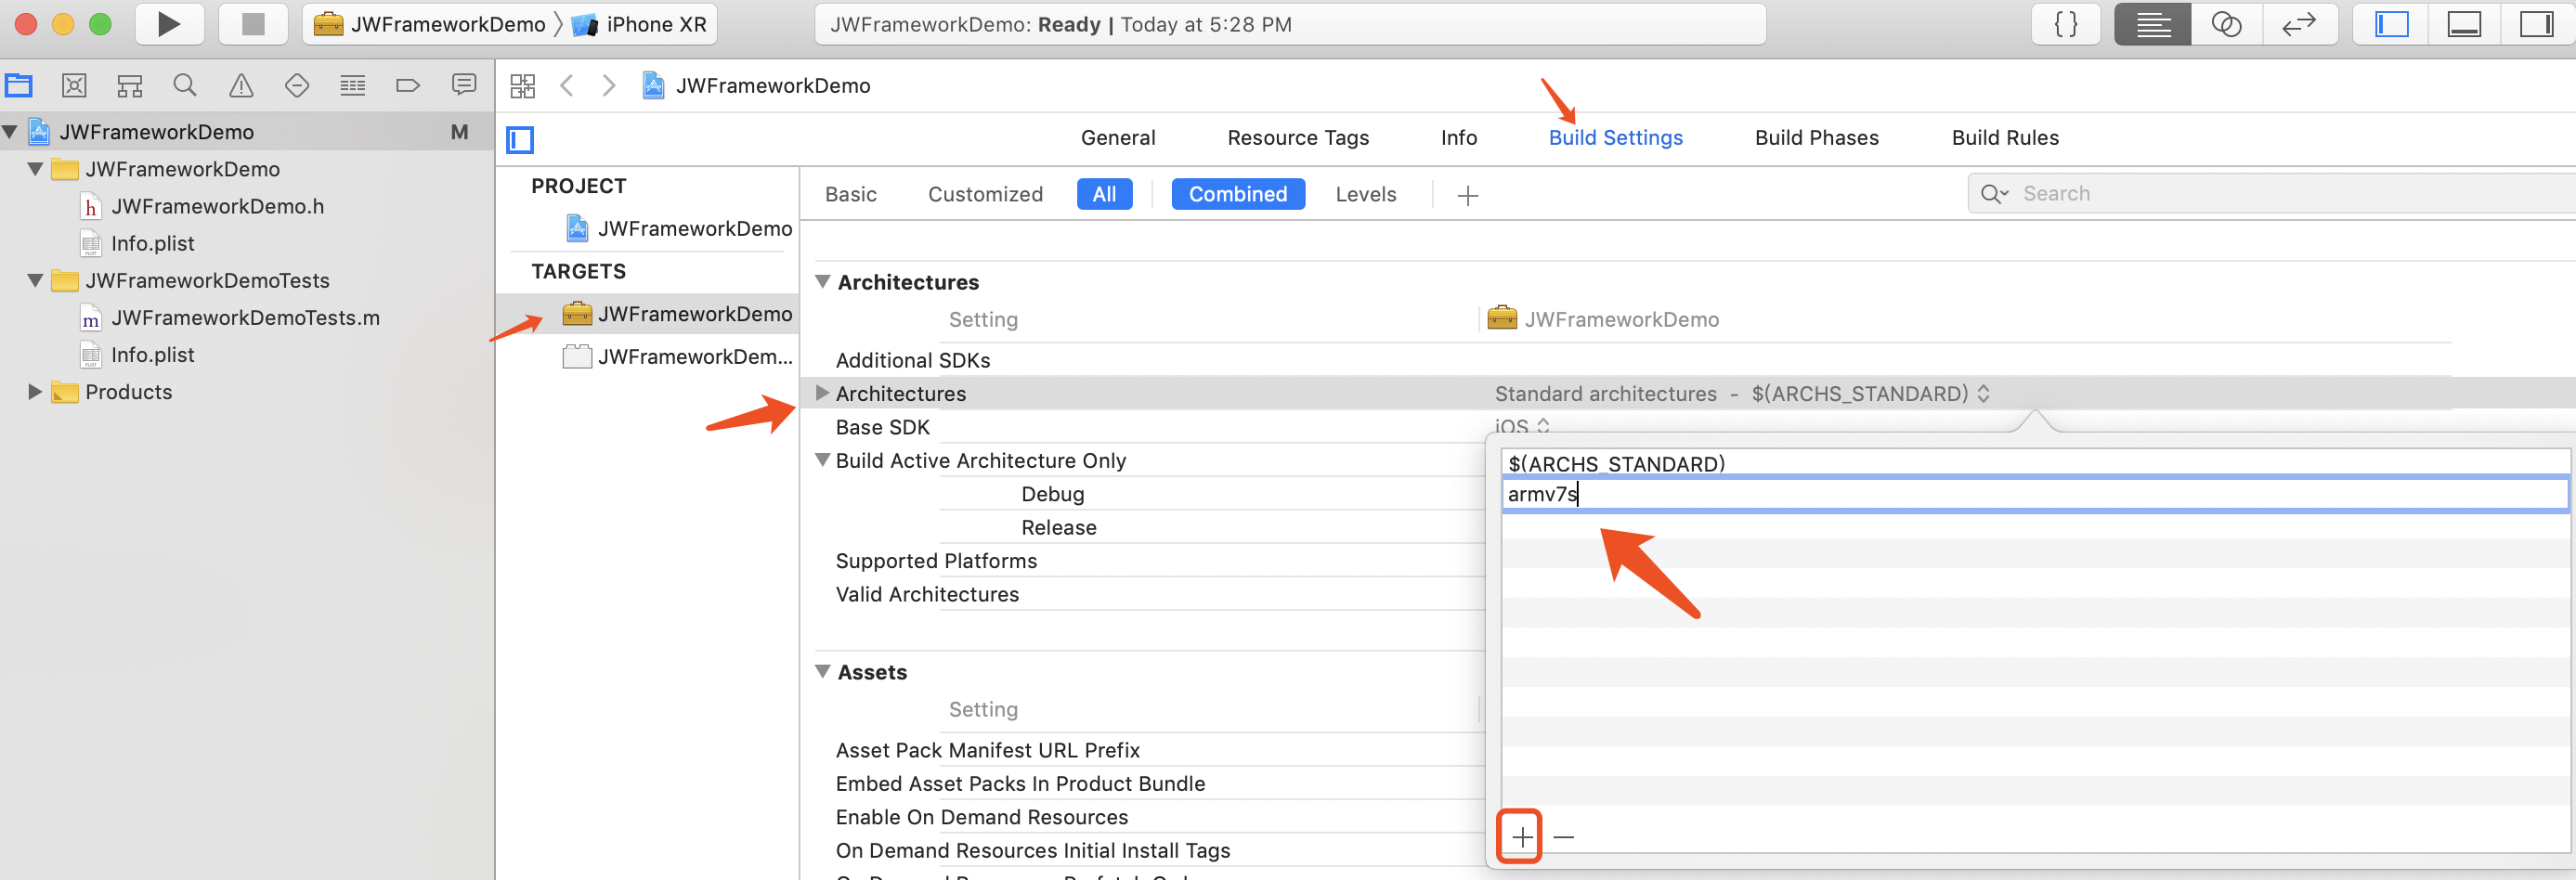 JWFrameworkDemo iPhone XR
JWFrameworkDemo: Ready | Today at 5:28 PM
{}
JWFrameworkDemo M
JWFrameworkDemo
JWFrameworkDemo.h
Info.plist
JWFrameworkDemoTests
JWFrameworkDemoTests.m
Info.plist
Products
JWFrameworkDemo
General Resource Tags Info Build Settings Build Phases Build Rules
PROJECT
JWFrameworkDemo
TARGETS
JWFrameworkDemo
JWFrameworkDem...
Basic Customized All Combined Levels
Search
Architectures
Setting JWFrameworkDemo
Additional SDKs
Architectures Standard architectures - $(ARCHS_STANDARD)
Base SDK iOS
Build Active Architecture Only
Debug
Release
Supported Platforms
Valid Architectures
$(ARCHS_STANDARD)
armv7s
Assets
Setting
Asset Pack Manifest URL Prefix
Embed Asset Packs In Product Bundle
Enable On Demand Resources
On Demand Resources Initial Install Tags